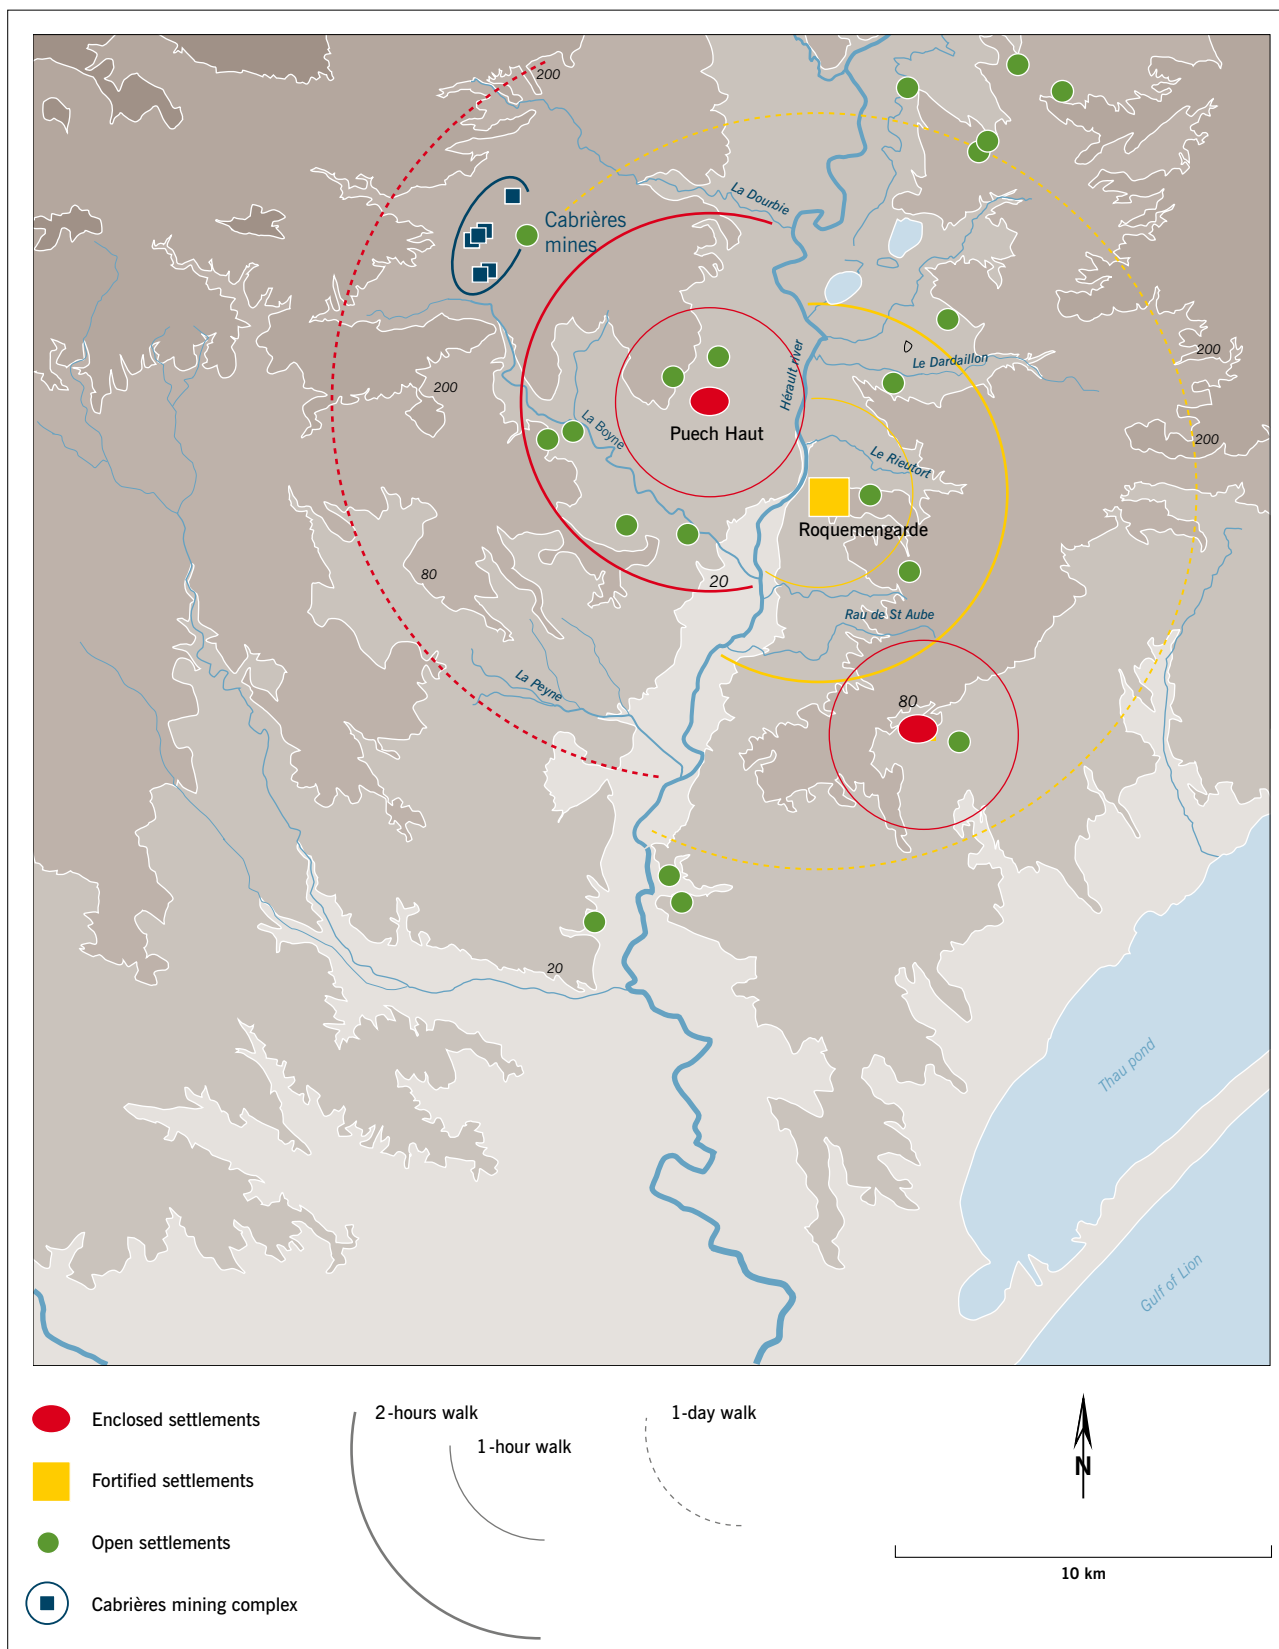 200
La Dourbie
Cabrières
mines
Hérault river
200
Le Dardaillon
200
La Boyne
Puech Haut
200
Le Rieutort
Roquemengarde
80
20
Rau de St Aube
La Peyne
80
20
Thau pond
Gulf of Lion
Enclosed settlements
Fortified settlements
Open settlements
Cabrières mining complex
2-hours walk
1-hour walk
1-day walk
N
10 km